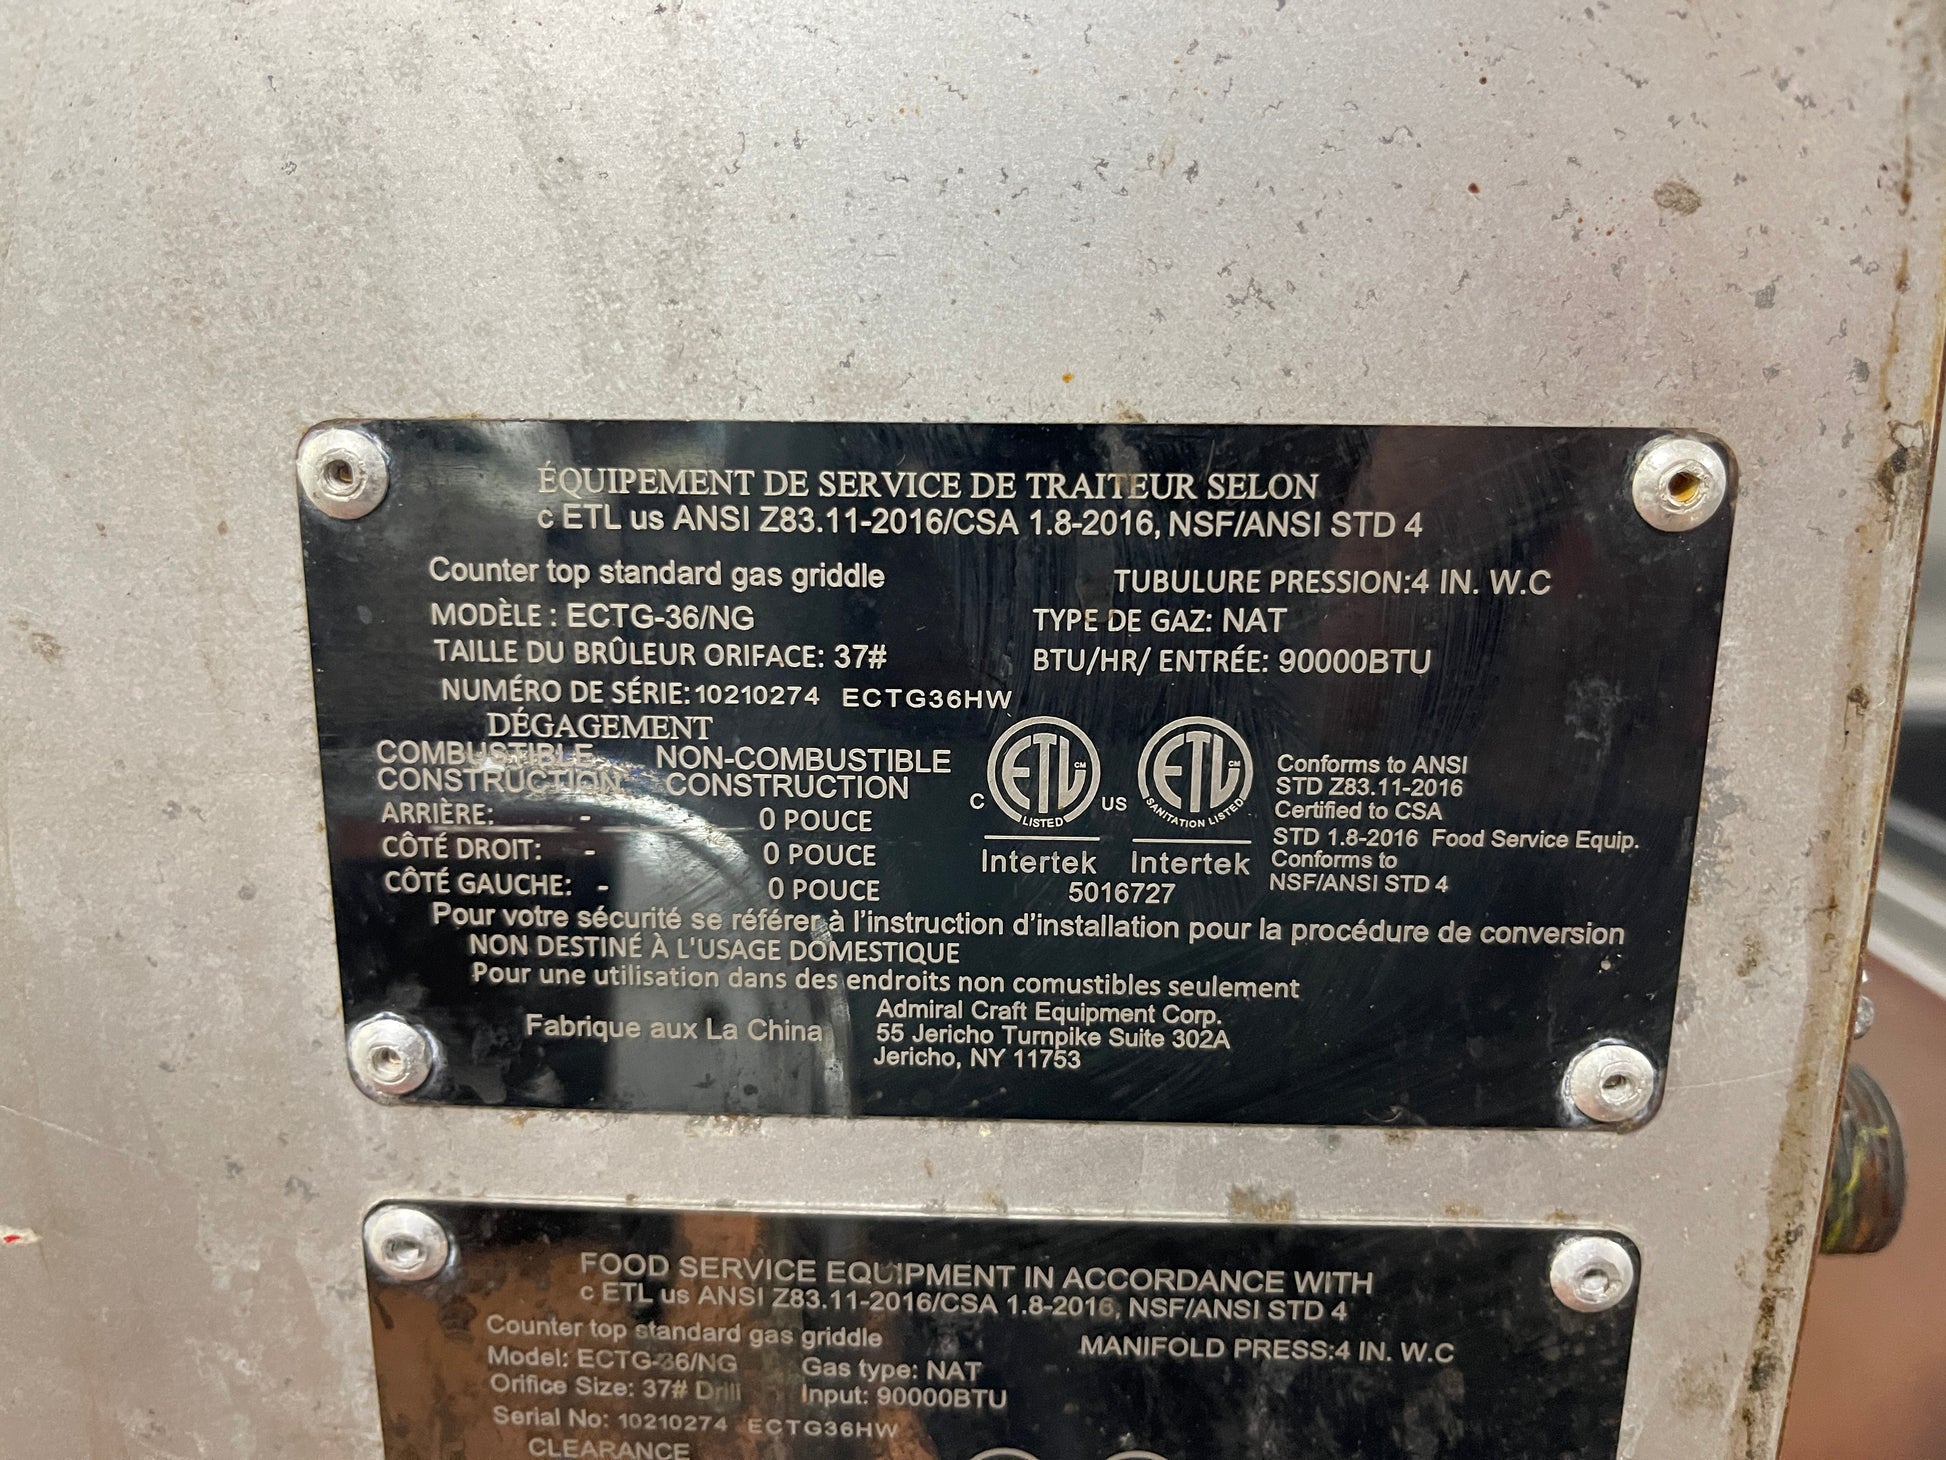 ÉQUIPEMENT DE SERVICE DE TRAITEUR SELON
c ETL us ANSI Z83.11-2016/CSA 1.8-2016, NSF/ANSI STD 4
Counter top standard gas griddle
TUBULURE PRESSION:4 IN. W.C
MODÈLE : ECTG-36/NG
TYPE DE GAZ: NAT
TAILLE DU BRÛLEUR ORIFACE: 37#
BTU/HR/ ENTRÉE: 90000BTU
NUMÉRO DE SÉRIE:10210274 ECTG36HW
DÉGAGEMENT
COMBUSTIBLE NON-COMBUSTIBLE
CONSTRUCTION CONSTRUCTION
ARRIÈRE: - 0 POUCE
CÔTÉ DROIT: - 0 POUCE
CÔTÉ GAUCHE: - 0 POUCE
C ETL CM US
LISTED
Intertek
ETL CM
SANITATION LISTED
Intertek
5016727
Conforms to ANSI
STD Z83.11-2016
Certified to CSA
STD 1.8-2016 Food Service Equip.
Conforms to
NSF/ANSI STD 4
Pour votre sécurité se référer à l'instruction d'installation pour la procédure de conversion
NON DESTINÉ À L'USAGE DOMESTIQUE
Pour une utilisation dans des endroits non comustibles seulement
Fabrique aux La China
Admiral Craft Equipment Corp.
55 Jericho Turnpike Suite 302A
Jericho, NY 11753
FOOD SERVICE EQUIPMENT IN ACCORDANCE WITH
c ETL us ANSI Z83.11-2016/CSA 1.8-2016, NSF/ANSI STD 4
Counter top standard gas griddle
MANIFOLD PRESS:4 IN. W.C
Model: ECTG-36/NG Gas type: NAT
Orifice Size: 37# Drill Input: 90000BTU
Serial No: 10210274 ECTG36HW
CLEARANCE